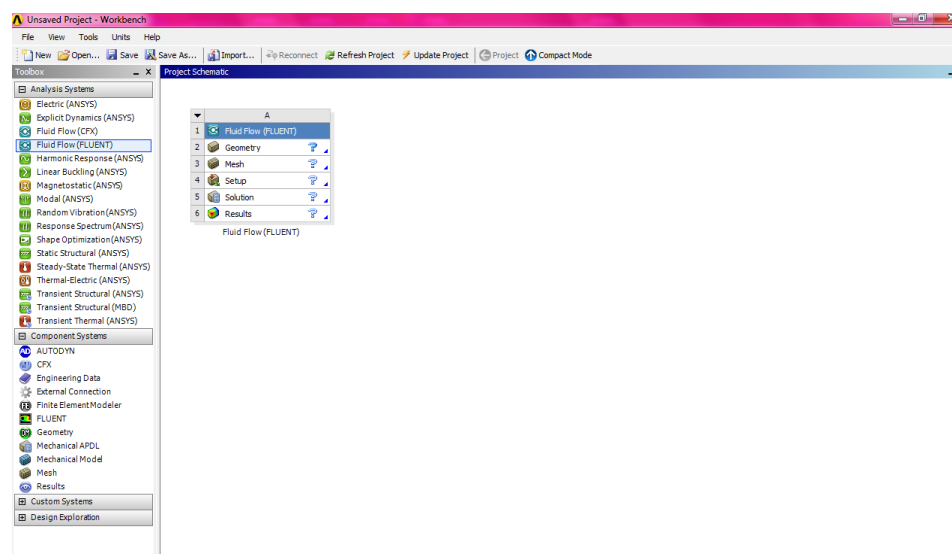 Unsaved Project - Workbench
File View Tools Units Help
New Open... Save Save As... Import... Reconnect Refresh Project Update Project Project Compact Mode
Toolbox
Project Schematic
Analysis Systems
Electric (ANSYS)
Explicit Dynamics (ANSYS)
Fluid Flow (CFX)
Fluid Flow (FLUENT)
Harmonic Response (ANSYS)
Linear Buckling (ANSYS)
Magnetostatic (ANSYS)
Modal (ANSYS)
Random Vibration (ANSYS)
Response Spectrum (ANSYS)
Shape Optimization (ANSYS)
Static Structural (ANSYS)
Steady-State Thermal (ANSYS)
Thermal-Electric (ANSYS)
Transient Structural (ANSYS)
Transient Structural (MBD)
Transient Thermal (ANSYS)
Component Systems
AUTODYN
CFX
Engineering Data
External Connection
Finite Element Modeler
FLUENT
Geometry
Mechanical APDL
Mechanical Model
Mesh
Results
Custom Systems
Design Exploration
A
1 Fluid Flow (FLUENT)
2 Geometry ?
3 Mesh ?
4 Setup ?
5 Solution ?
6 Results ?
Fluid Flow (FLUENT)